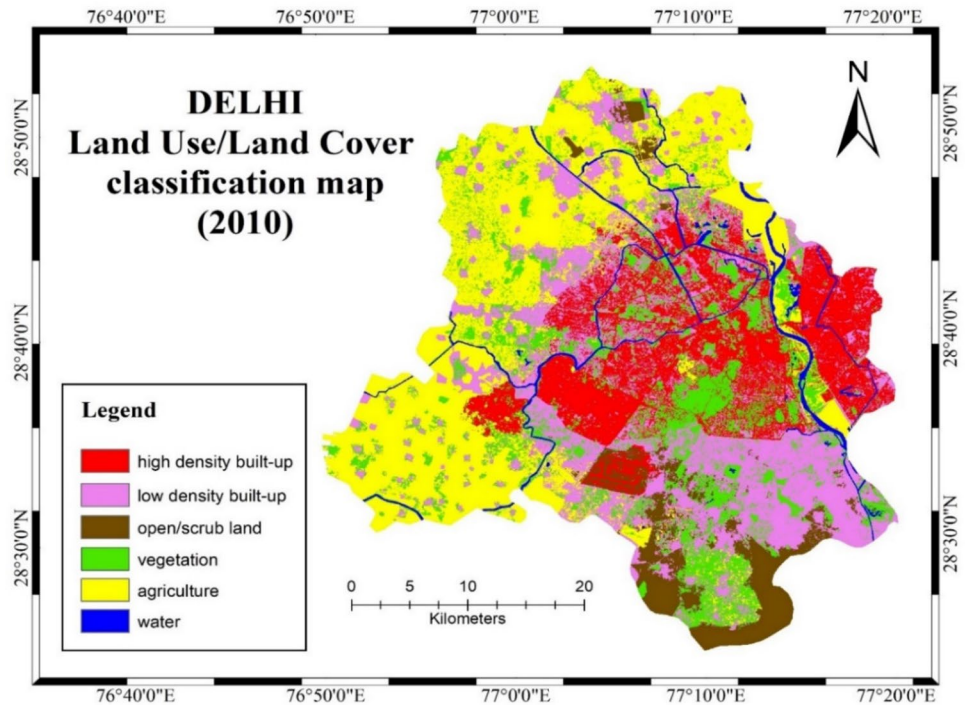 76°40'0"E 76°50'0"E 77°0'0"E 77°10'0"E 77°20'0"E
DELHI
Land Use/Land Cover
classification map
(2010)
N
28°50'0"N
28°50'0"N
28°40'0"N
28°40'0"N
28°30'0"N
28°30'0"N
Legend
high density built-up
low density built-up
open/scrub land
vegetation
agriculture
water
0 5 10 20
Kilometers
76°40'0"E 76°50'0"E 77°0'0"E 77°10'0"E 77°20'0"E